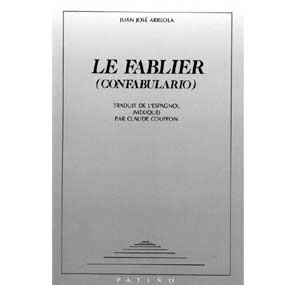 JUAN JOSÉ ARREOLA
LE FABLIER
(CONFABULARIO)
TRADUIT DE L'ESPAGNOL
(MEXIQUE)
PAR CLAUDE COUFFON
PATIÑO